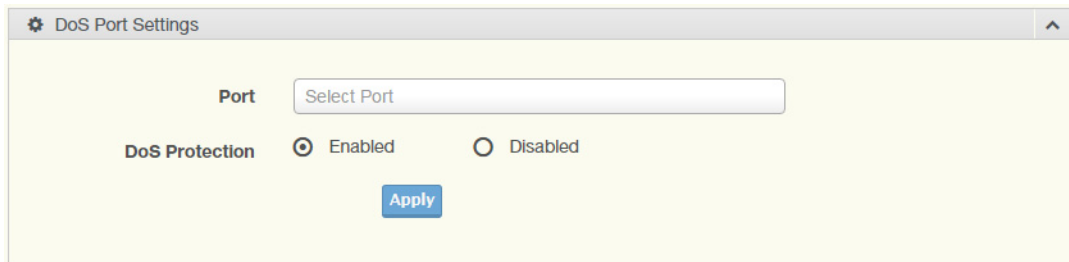 DoS Port Settings
Port Select Port
DoS Protection Enabled Disabled
Apply